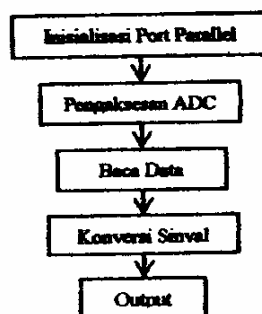 Inisialisasi Port Parallel
Pengaksesan ADC
Baca Data
Konversi Sinyal
Output